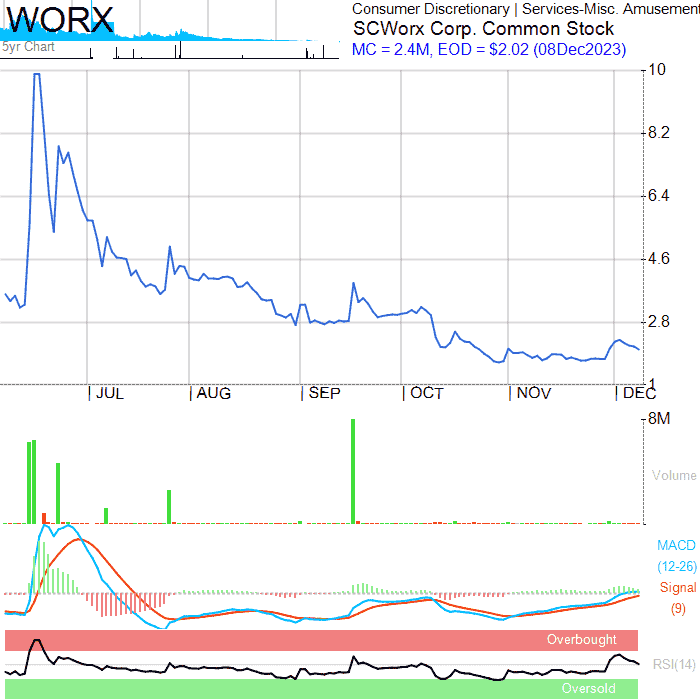 WORX
5yr Chart
Consumer Discretionary | Services-Misc. Amusement
SCWorx Corp. Common Stock
MC = 2.4M, EOD = $2.02 (08Dec2023)
10
8.2
6.4
4.6
2.8
1
JUL
AUG
SEP
OCT
NOV
DEC
8M
Volume
MACD
(12-26)
Signal
(9)
Overbought
RSI(14)
Oversold